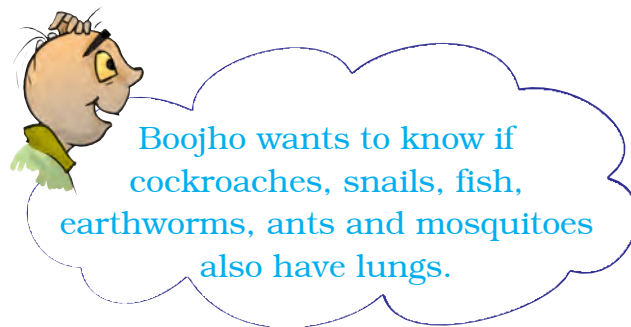 Boojho wants to know if
cockroaches, snails, fish,
earthworms, ants and mosquitoes
also have lungs.